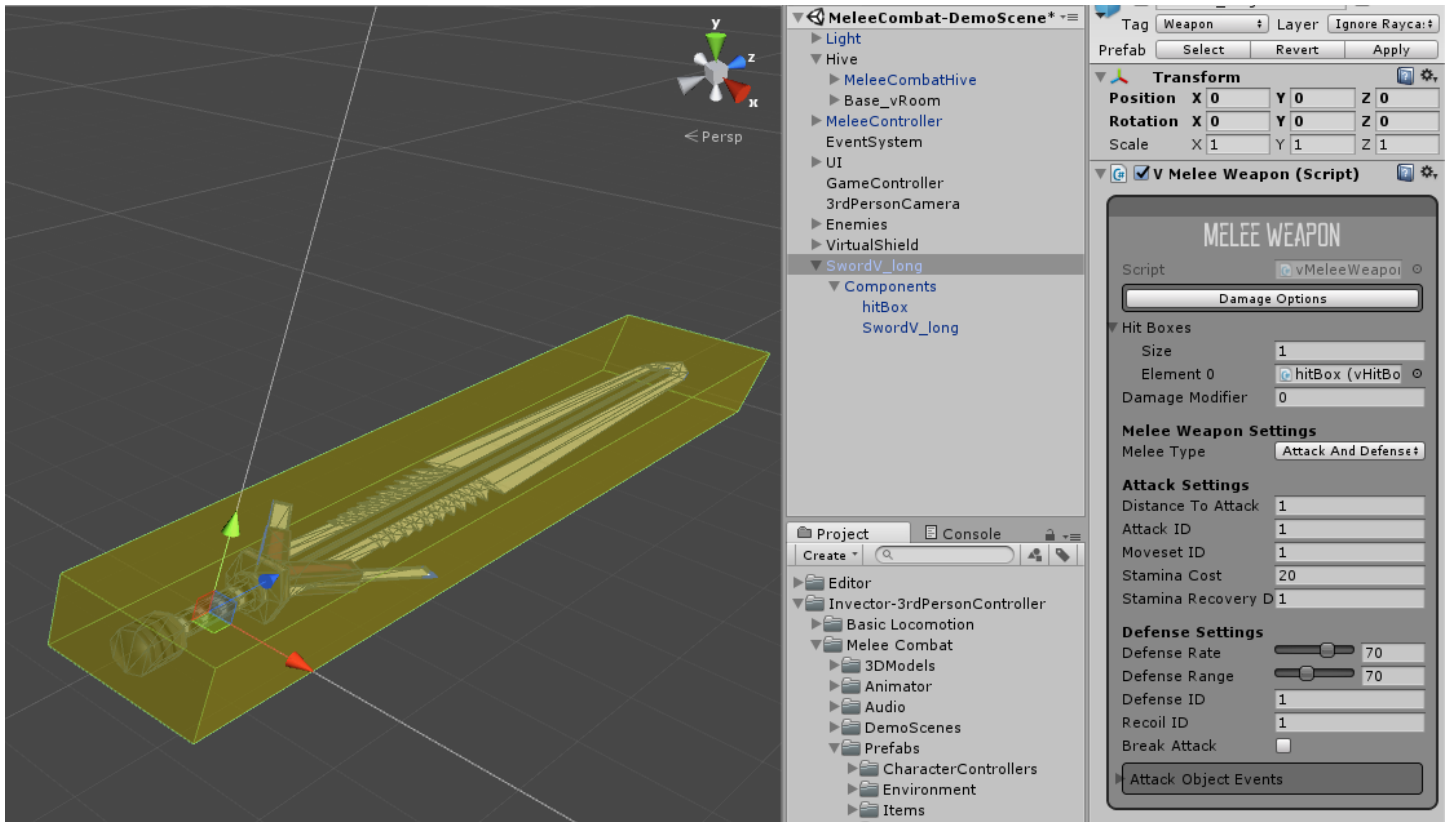 y
z
x
Persp
MeleeCombat-DemoScene*
Light
Hive
MeleeCombatHive
Base_vRoom
MeleeController
EventSystem
UI
GameController
3rdPersonCamera
Enemies
VirtualShield
SwordV_long
Components
hitBox
SwordV_long
Project Console
Create
Editor
Invector-3rdPersonController
Basic Locomotion
Melee Combat
3DModels
Animator
Audio
DemoScenes
Prefabs
CharacterControllers
Environment
Items
Tag Weapon Layer Ignore Raycas
Prefab Select Revert Apply
Transform
Position X 0 Y 0 Z 0
Rotation X 0 Y 0 Z 0
Scale X 1 Y 1 Z 1
V Melee Weapon (Script)
MELEE WEAPON
Script vMeleeWeapoi
Damage Options
Hit Boxes
Size 1
Element 0 hitBox (vHitBo
Damage Modifier 0
Melee Weapon Settings
Melee Type Attack And Defense
Attack Settings
Distance To Attack 1
Attack ID 1
Moveset ID 1
Stamina Cost 20
Stamina Recovery D 1
Defense Settings
Defense Rate 70
Defense Range 70
Defense ID 1
Recoil ID 1
Break Attack
Attack Object Events